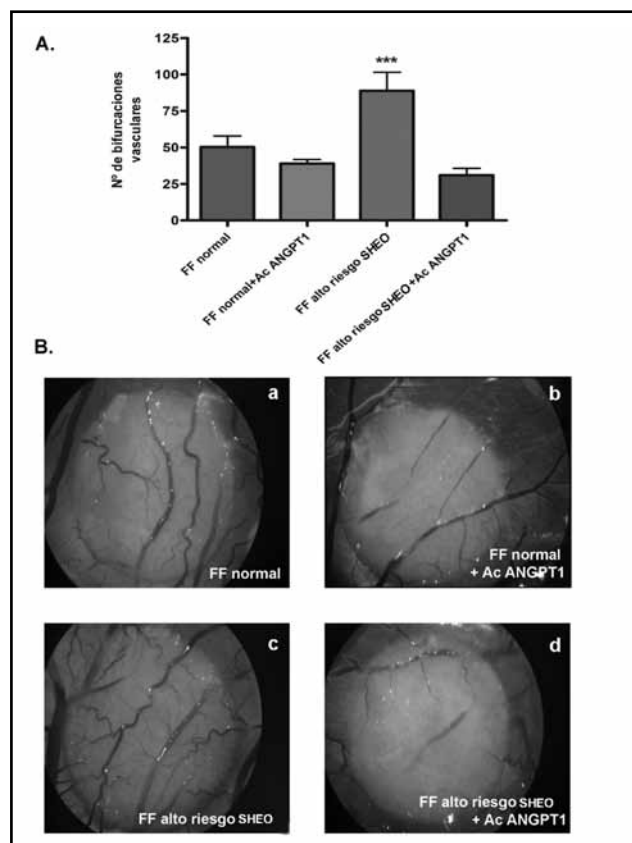 A.
Nº de bifurcaciones
vasculares
125
100
75
50
25
0
***
FF normal
FF normal+Ac ANGPT1
FF alto riesgo SHEO
FF alto riesgo SHEO+Ac ANGPT1
B.
a
FF normal
b
FF normal
+ Ac ANGPT1
c
FF alto riesgo SHEO
d
FF alto riesgo SHEO
+ Ac ANGPT1